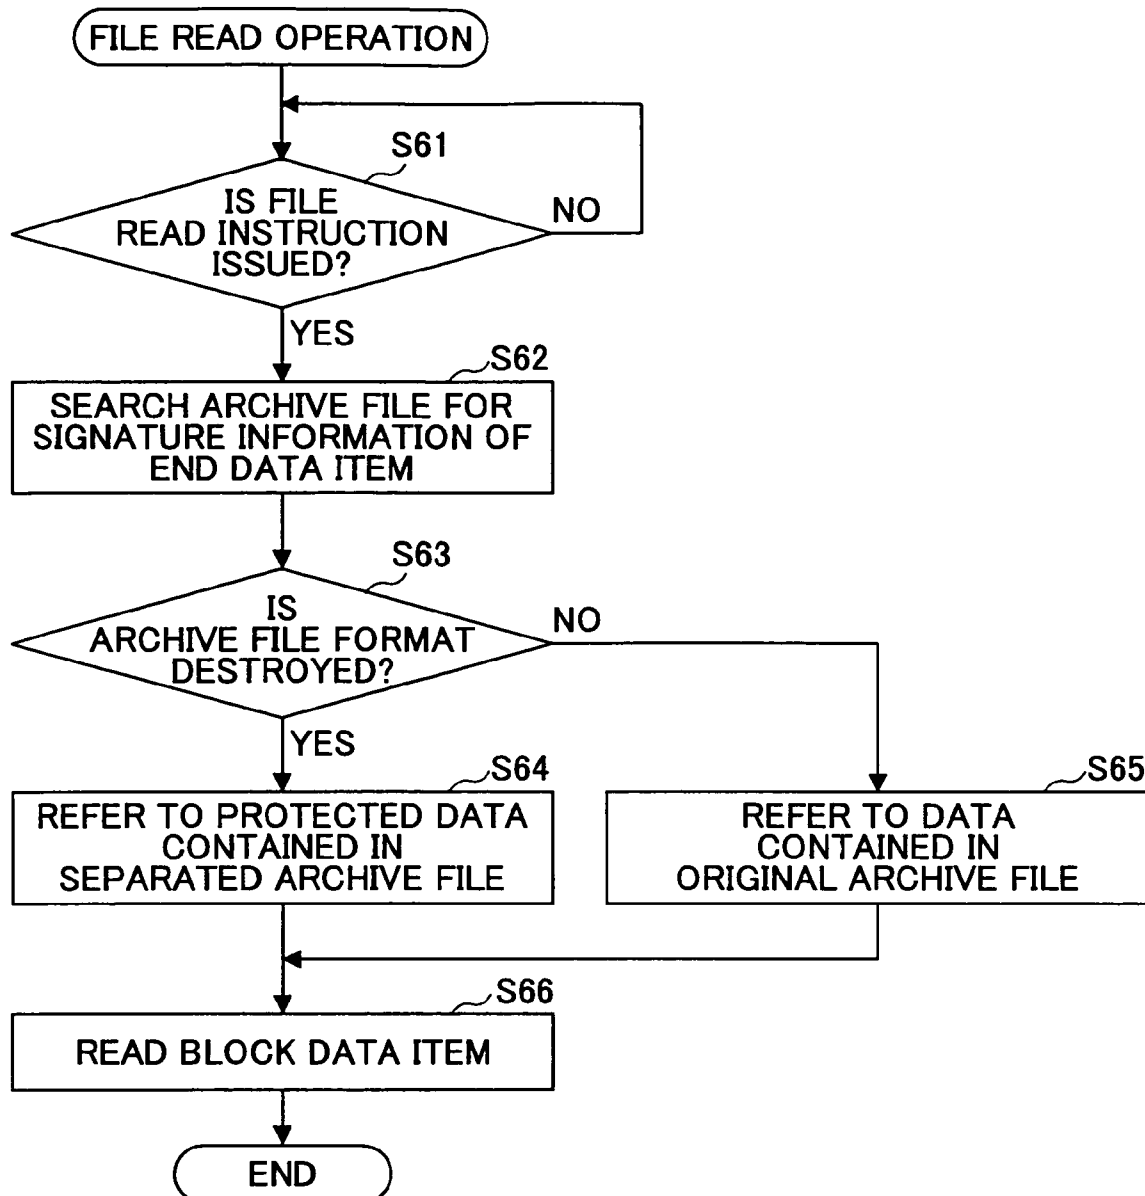 FILE READ OPERATION
S61
IS FILE
READ INSTRUCTION
ISSUED?
NO
YES
S62
SEARCH ARCHIVE FILE FOR
SIGNATURE INFORMATION OF
END DATA ITEM
S63
IS
ARCHIVE FILE FORMAT
DESTROYED?
NO
YES
S64
REFER TO PROTECTED DATA
CONTAINED IN
SEPARATED ARCHIVE FILE
S65
REFER TO DATA
CONTAINED IN
ORIGINAL ARCHIVE FILE
S66
READ BLOCK DATA ITEM
END